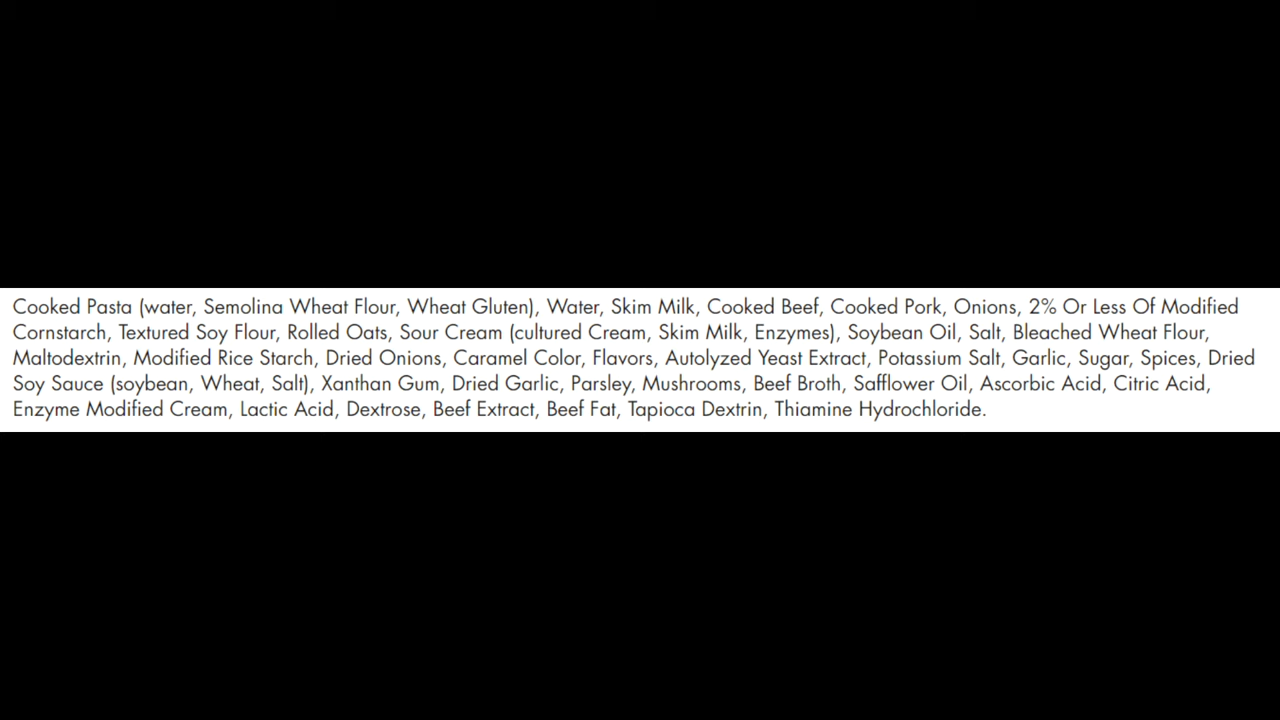 Cooked Pasta (water, Semolina Wheat Flour, Wheat Gluten), Water, Skim Milk, Cooked Beef, Cooked Pork, Onions, 2% Or Less Of Modified
Cornstarch, Textured Soy Flour, Rolled Oats, Sour Cream (cultured Cream, Skim Milk, Enzymes), Soybean Oil, Salt, Bleached Wheat Flour,
Maltodextrin, Modified Rice Starch, Dried Onions, Caramel Color, Flavors, Autolyzed Yeast Extract, Potassium Salt, Garlic, Sugar, Spices, Dried
Soy Sauce (soybean, Wheat, Salt), Xanthan Gum, Dried Garlic, Parsley, Mushrooms, Beef Broth, Safflower Oil, Ascorbic Acid, Citric Acid,
Enzyme Modified Cream, Lactic Acid, Dextrose, Beef Extract, Beef Fat, Tapioca Dextrin, Thiamine Hydrochloride.